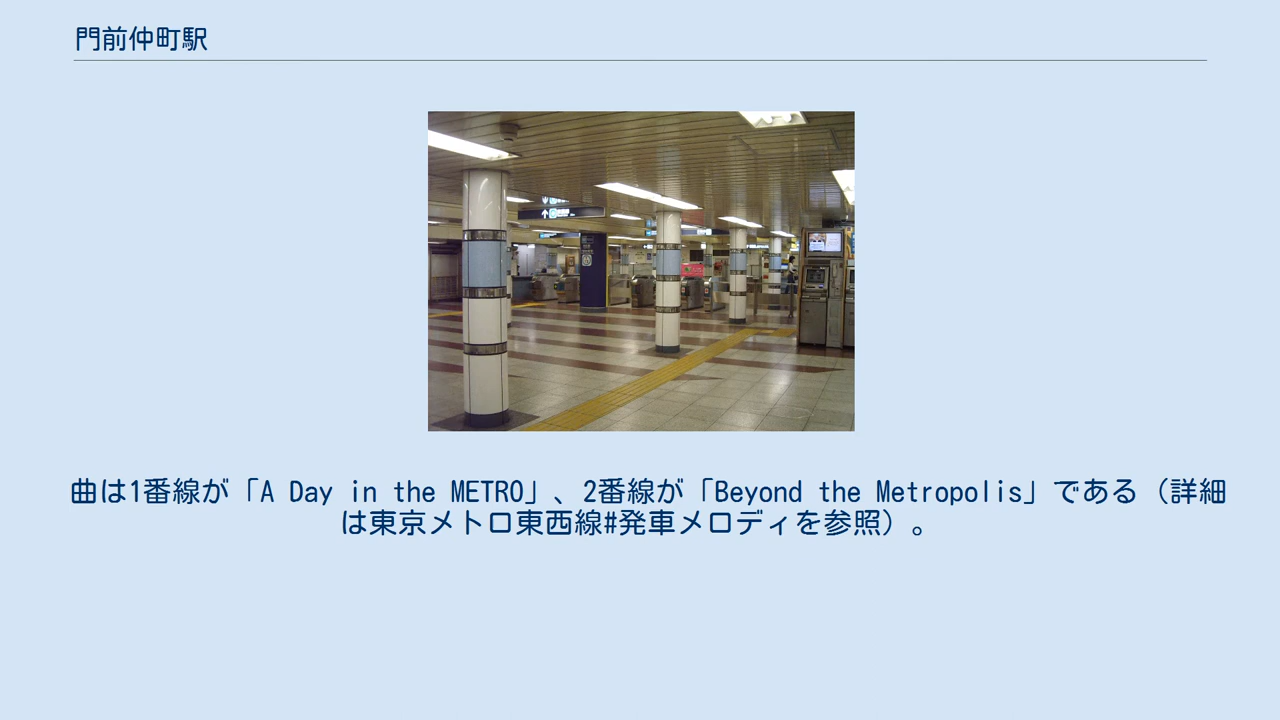 門前仲町駅
曲は1番線が「A Day in the METRO」、2番線が「Beyond the Metropolis」である（詳細
は東京メトロ東西線#発車メロディを参照）。